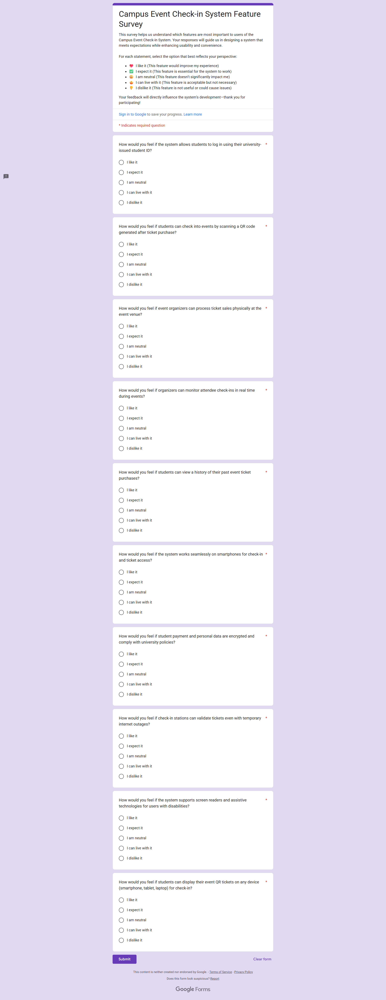 Campus Event Check-in System Feature
Survey
This survey helps us understand which features are most important to users of the
Campus Event Check-in System. Your responses will guide us in designing a system that
meets expectations while enhancing usability and convenience.
For each statement, select the option that best reflects your perspective:
• 💖 I like it (This feature would improve my experience)
• ✅ I expect it (This feature is essential for the system to work)
• 😐 I am neutral (This feature doesn’t significantly impact me)
• 🤷 I can live with it (This feature is acceptable but not necessary)
• 👎 I dislike it (This feature is not useful or could cause issues)
Your feedback will directly influence the system’s development—thank you for
participating!
Sign in to Google to save your progress. Learn more
* Indicates required question
How would you feel if the system allows students to log in using their university- *
issued student ID?
I like it
I expect it
I am neutral
I can live with it
I dislike it
How would you feel if students can check into events by scanning a QR code *
generated after ticket purchase?
I like it
I expect it
I am neutral
I can live with it
I dislike it
How would you feel if event organizers can process ticket sales physically at the *
event venue?
I like it
I expect it
I am neutral
I can live with it
I dislike it
How would you feel if organizers can monitor attendee check-ins in real time *
during events?
I like it
I expect it
I am neutral
I can live with it
I dislike it
How would you feel if students can view a history of their past event ticket *
purchases?
I like it
I expect it
I am neutral
I can live with it
I dislike it
How would you feel if the system works seamlessly on smartphones for check-in *
and ticket access?
I like it
I expect it
I am neutral
I can live with it
I dislike it
How would you feel if student payment and personal data are encrypted and *
comply with university policies?
I like it
I expect it
I am neutral
I can live with it
I dislike it
How would you feel if check-in stations can validate tickets even with temporary *
internet outages?
I like it
I expect it
I am neutral
I can live with it
I dislike it
How would you feel if the system supports screen readers and assistive *
technologies for users with disabilities?
I like it
I expect it
I am neutral
I can live with it
I dislike it
How would you feel if students can display their event QR tickets on any device *
(smartphone, tablet, laptop) for check-in?
I like it
I expect it
I am neutral
I can live with it
I dislike it
Submit Clear form
This content is neither created nor endorsed by Google. - Terms of Service - Privacy Policy
Does this form look suspicious? Report
Google Forms